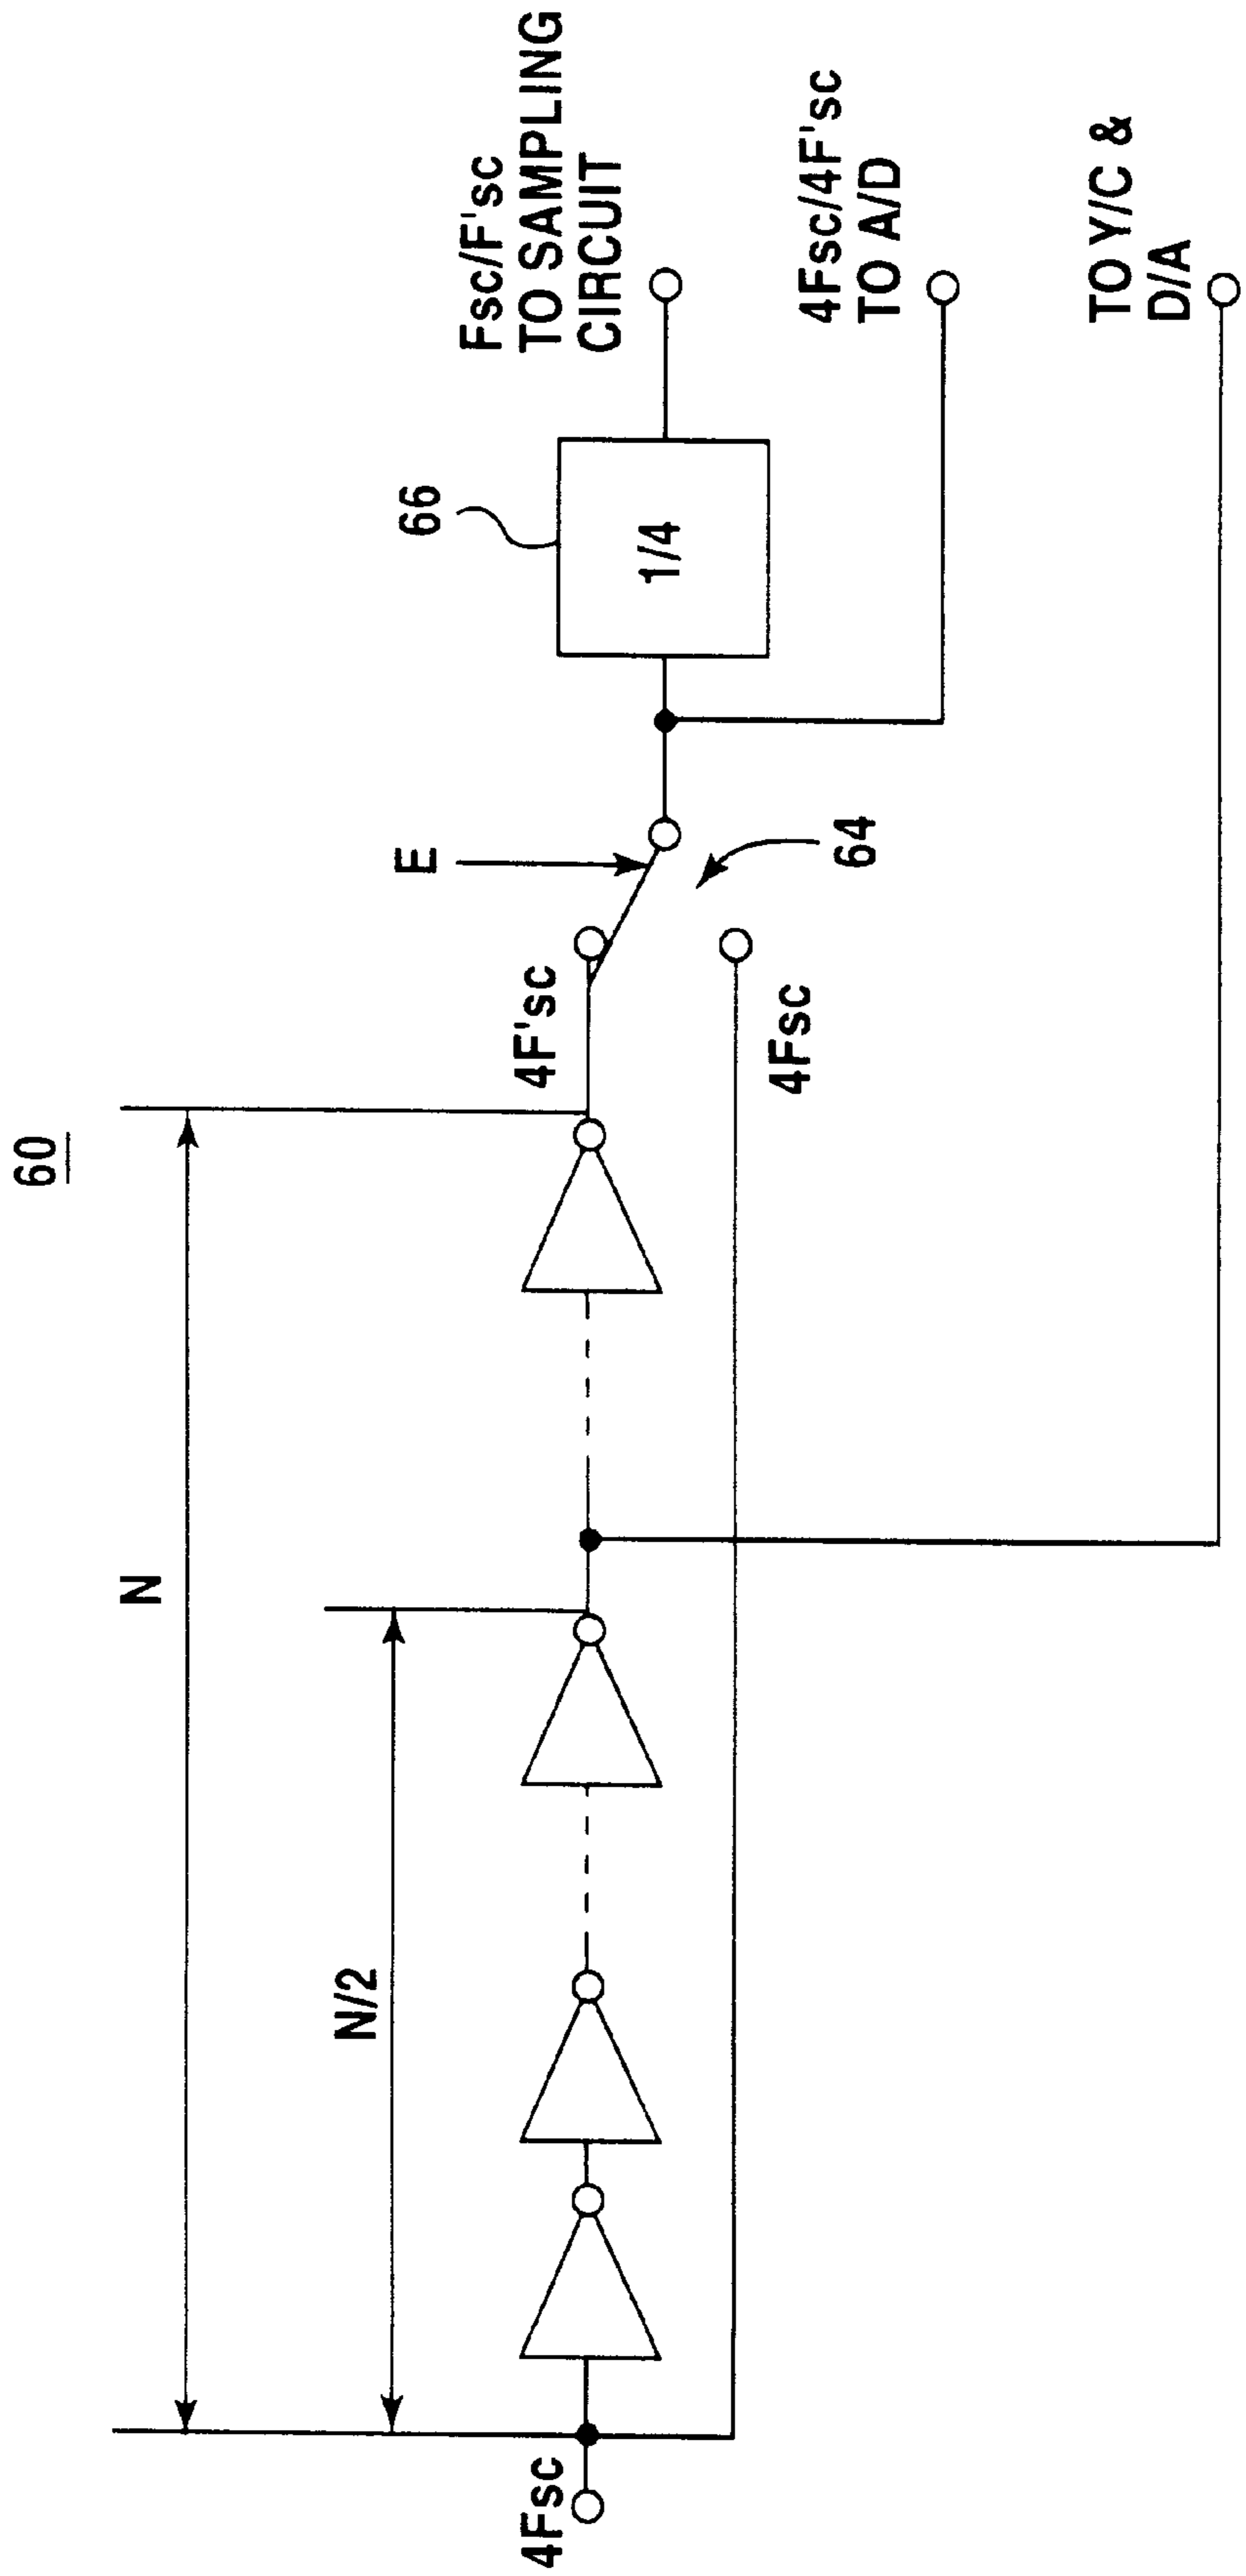 60
N
N/2
4Fsc
4F'sc
4Fsc
E
64
66
1/4
Fsc/F'sc
TO SAMPLING
CIRCUIT
4Fsc/4F'sc
TO A/D
TO Y/C &
D/A